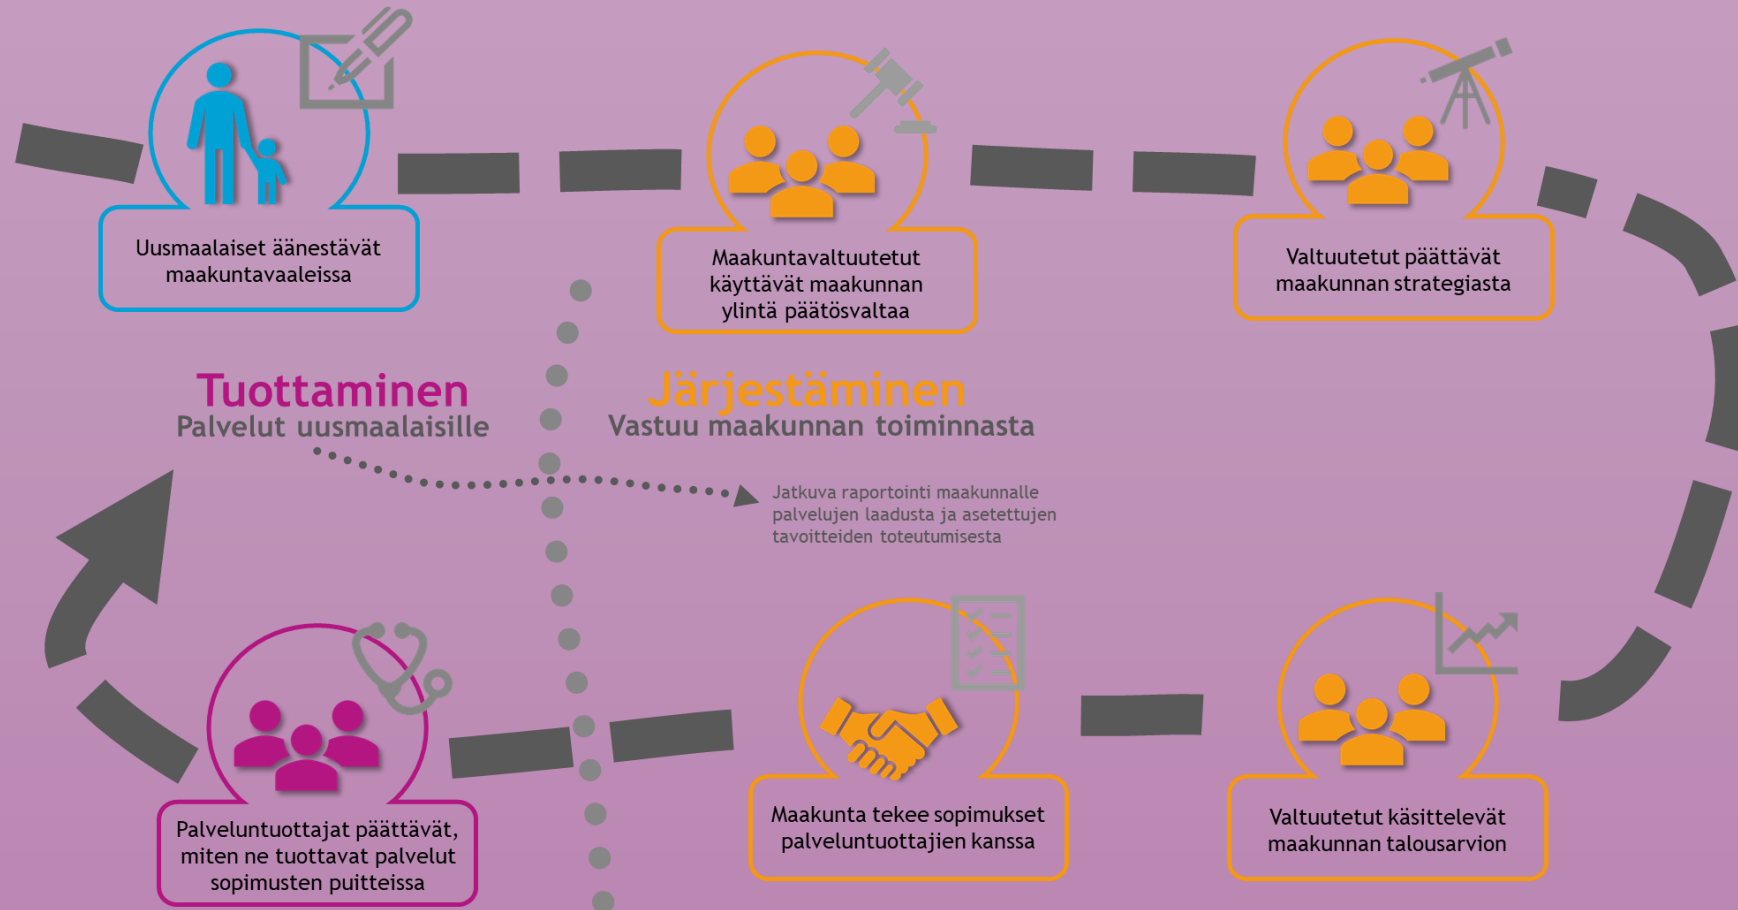 Uusmaalaiset äänestävät
maakuntavaaleissa
Maakuntavaltuutetut
käyttävät maakunnan
ylintä päätösvaltaa
Valtuutetut päättävät
maakunnan strategiasta
Tuottaminen
Palvelut uusmaalaisille
Järjestäminen
Vastuu maakunnan toiminnasta
Jatkuva raportointi maakunnalle
palvelujen laadusta ja asetettujen
tavoitteiden toteutumisesta
Palveluntuottajat päättävät,
miten ne tuottavat palvelut
sopimusten puitteissa
Maakunta tekee sopimukset
palveluntuottajien kanssa
Valtuutetut käsittelevät
maakunnan talousarvion